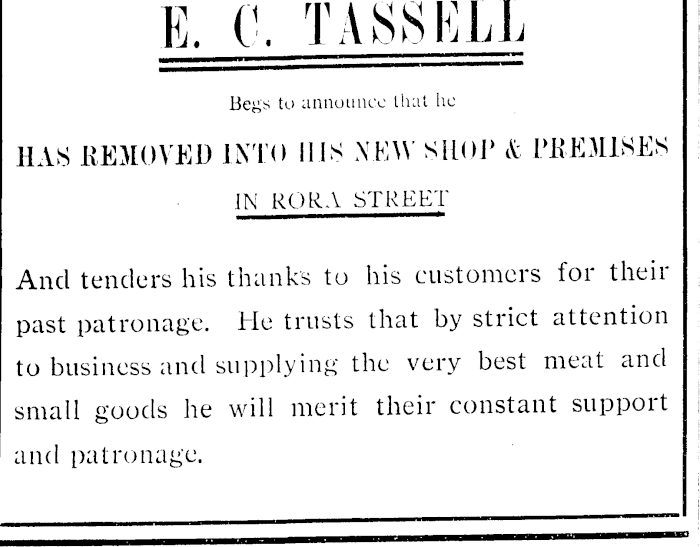 E. C. TASSELL
Begs to announce that he
HAS REMOVED INTO HIS NEW SHOP & PREMISES
IN RORA STREET
And tenders his thanks to his customers for their
past patronage. He trusts that by strict attention
to business and supplying the very best meat and
small goods he will merit their constant support
and patronage.